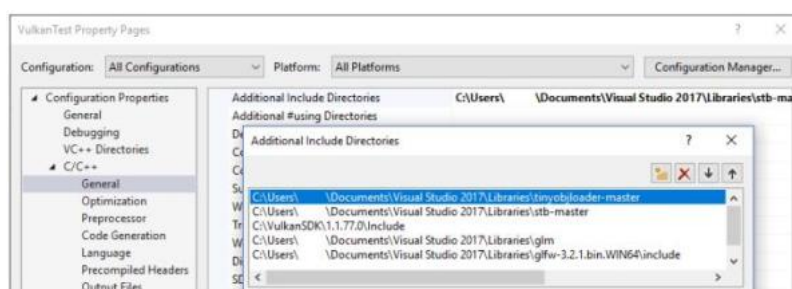 VulkanTest Property Pages ? ×
Configuration: All Configurations Platform: All Platforms Configuration Manager...
Configuration Properties
General
Debugging
VC++ Directories
C/C++
General
Optimization
Preprocessor
Code Generation
Language
Precompiled Headers
Output Files
Additional Include Directories C:\Users\ \Documents\Visual Studio 2017\Libraries\stb-ma
Additional #using Directories
Additional Include Directories ? ×
C:\Users\ \Documents\Visual Studio 2017\Libraries\tinyobjloader-master
C:\Users\ \Documents\Visual Studio 2017\Libraries\stb-master
C:\VulkanSDK\1.1.77.0\Include
C:\Users\ \Documents\Visual Studio 2017\Libraries\glm
C:\Users\ \Documents\Visual Studio 2017\Libraries\glfw-3.2.1.bin.WIN64\include